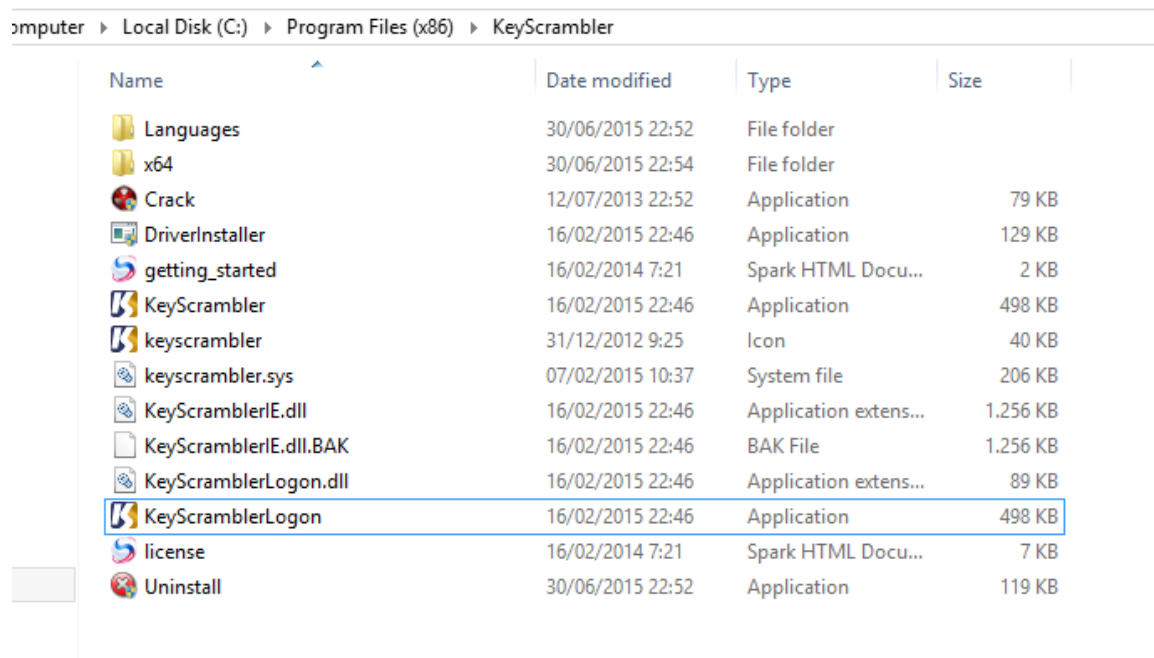 omputer ▸ Local Disk (C:) ▸ Program Files (x86) ▸ KeyScrambler
Name Date modified Type Size
Languages 30/06/2015 22:52 File folder
x64 30/06/2015 22:54 File folder
Crack 12/07/2013 22:52 Application 79 KB
DriverInstaller 16/02/2015 22:46 Application 129 KB
getting_started 16/02/2014 7:21 Spark HTML Docu... 2 KB
KeyScrambler 16/02/2015 22:46 Application 498 KB
keyscrambler 31/12/2012 9:25 Icon 40 KB
keyscrambler.sys 07/02/2015 10:37 System file 206 KB
KeyScramblerIE.dll 16/02/2015 22:46 Application extens... 1.256 KB
KeyScramblerIE.dll.BAK 16/02/2015 22:46 BAK File 1.256 KB
KeyScramblerLogon.dll 16/02/2015 22:46 Application extens... 89 KB
KeyScramblerLogon 16/02/2015 22:46 Application 498 KB
license 16/02/2014 7:21 Spark HTML Docu... 7 KB
Uninstall 30/06/2015 22:52 Application 119 KB